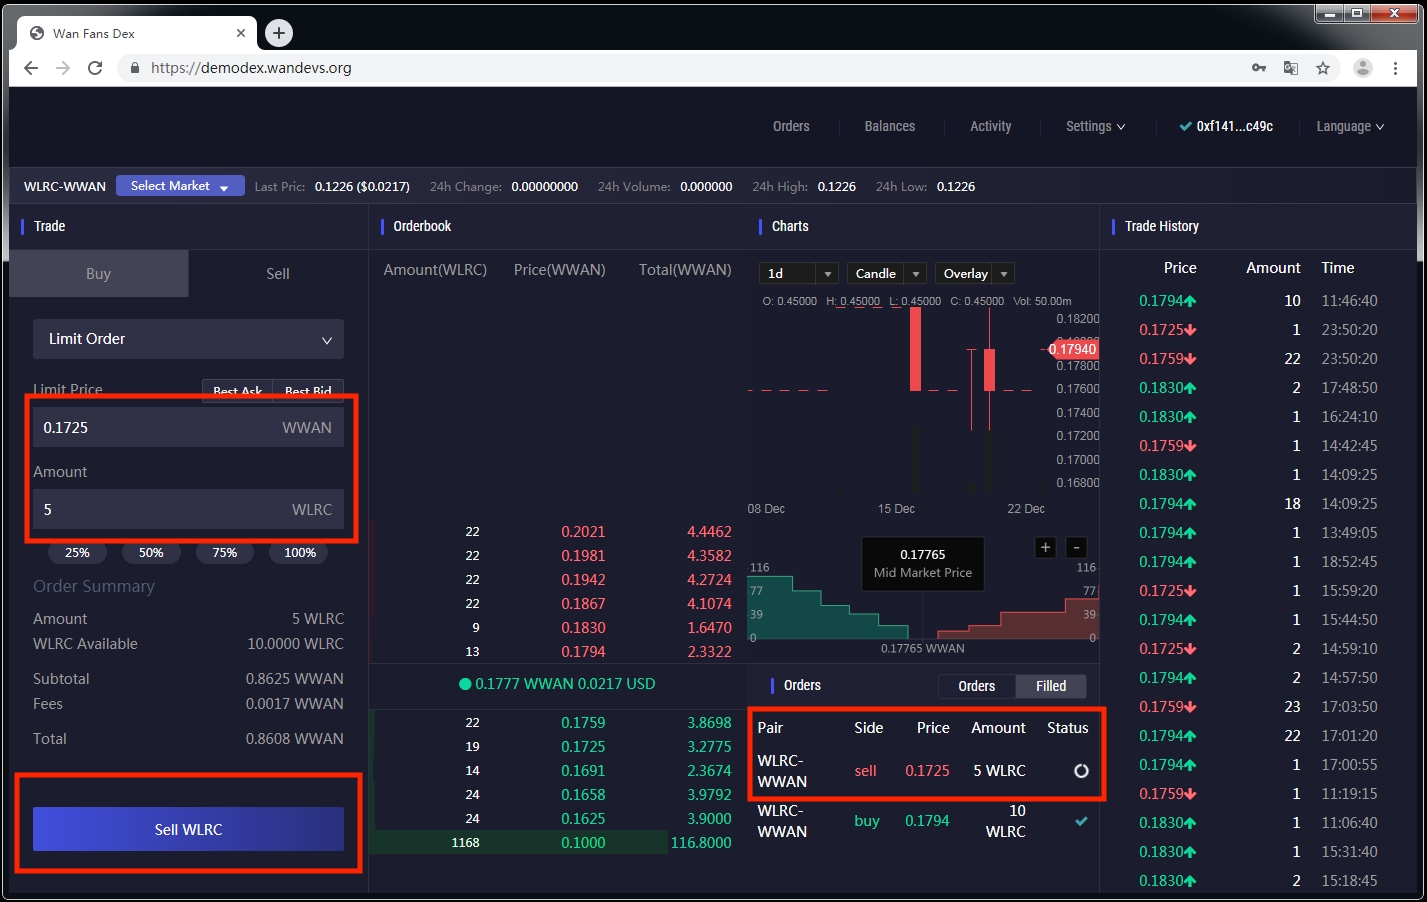 Wan Fans Dex
https://demodex.wandevs.org
Orders Balances Activity Settings 0xf141...c49c Language
WLRC-WWAN Select Market Last Pric: 0.1226 ($0.0217) 24h Change: 0.00000000 24h Volume: 0.000000 24h High: 0.1226 24h Low: 0.1226
Trade
Buy Sell
Limit Order
Limit Price Best Ask Best Bid
0.1725 WWAN
Amount
5 WLRC
25% 50% 75% 100%
Order Summary
Amount 5 WLRC
WLRC Available 10.0000 WLRC
Subtotal 0.8625 WWAN
Fees 0.0017 WWAN
Total 0.8608 WWAN
Sell WLRC
Orderbook
Amount(WLRC) Price(WWAN) Total(WWAN)
22 0.2021 4.4462
22 0.1981 4.3582
22 0.1942 4.2724
22 0.1867 4.1074
9 0.1830 1.6470
13 0.1794 2.3322
0.1777 WWAN 0.0217 USD
22 0.1759 3.8698
19 0.1725 3.2775
14 0.1691 2.3674
24 0.1658 3.9792
24 0.1625 3.9000
1168 0.1000 116.8000
Charts
1d Candle Overlay
O: 0.45000 H: 0.45000 L: 0.45000 C: 0.45000 Vol: 50.00m
0.18200
0.17940
0.17800
0.17600
0.17400
0.17200
0.17000
0.16800
08 Dec 15 Dec 22 Dec
0.17765
Mid Market Price
+ -
116 116
77 77
39 39
0 0
0.17765 WWAN
Orders Orders Filled
Pair Side Price Amount Status
WLRC-
WWAN sell 0.1725 5 WLRC
WLRC-
WWAN buy 0.1794 10
WLRC
Trade History
Price Amount Time
0.1794 10 11:46:40
0.1725 1 23:50:20
0.1759 22 23:50:20
0.1830 2 17:48:50
0.1830 1 16:24:10
0.1759 1 14:42:45
0.1830 1 14:09:25
0.1794 18 14:09:25
0.1794 1 13:49:05
0.1794 1 18:52:45
0.1725 1 15:59:20
0.1794 1 15:44:50
0.1725 2 14:59:10
0.1794 2 14:57:50
0.1759 23 17:03:50
0.1794 22 17:01:20
0.1794 1 17:00:55
0.1759 1 11:19:15
0.1830 1 11:06:40
0.1830 1 15:31:40
0.1830 2 15:18:45